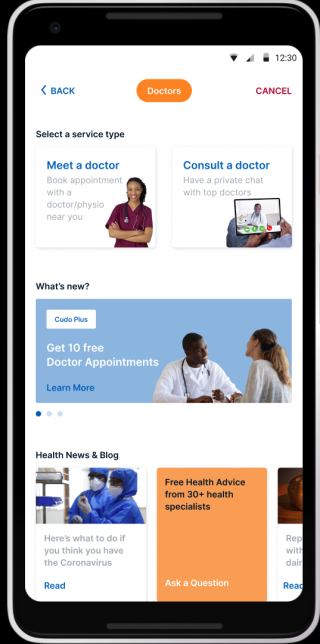 12:30
BACK
Doctors
CANCEL
Select a service type
Meet a doctor
Book appointment
with a
doctor/physio
near you
Consult a doctor
Have a private chat
with top doctors
What's new?
Cudo Plus
Get 10 free
Doctor Appointments
Learn More
Health News & Blog
Here's what to do if
you think you have
the Coronavirus
Read
Free Health Advice
from 30+ health
specialists
Ask a Question
Rep
with
dair
Read